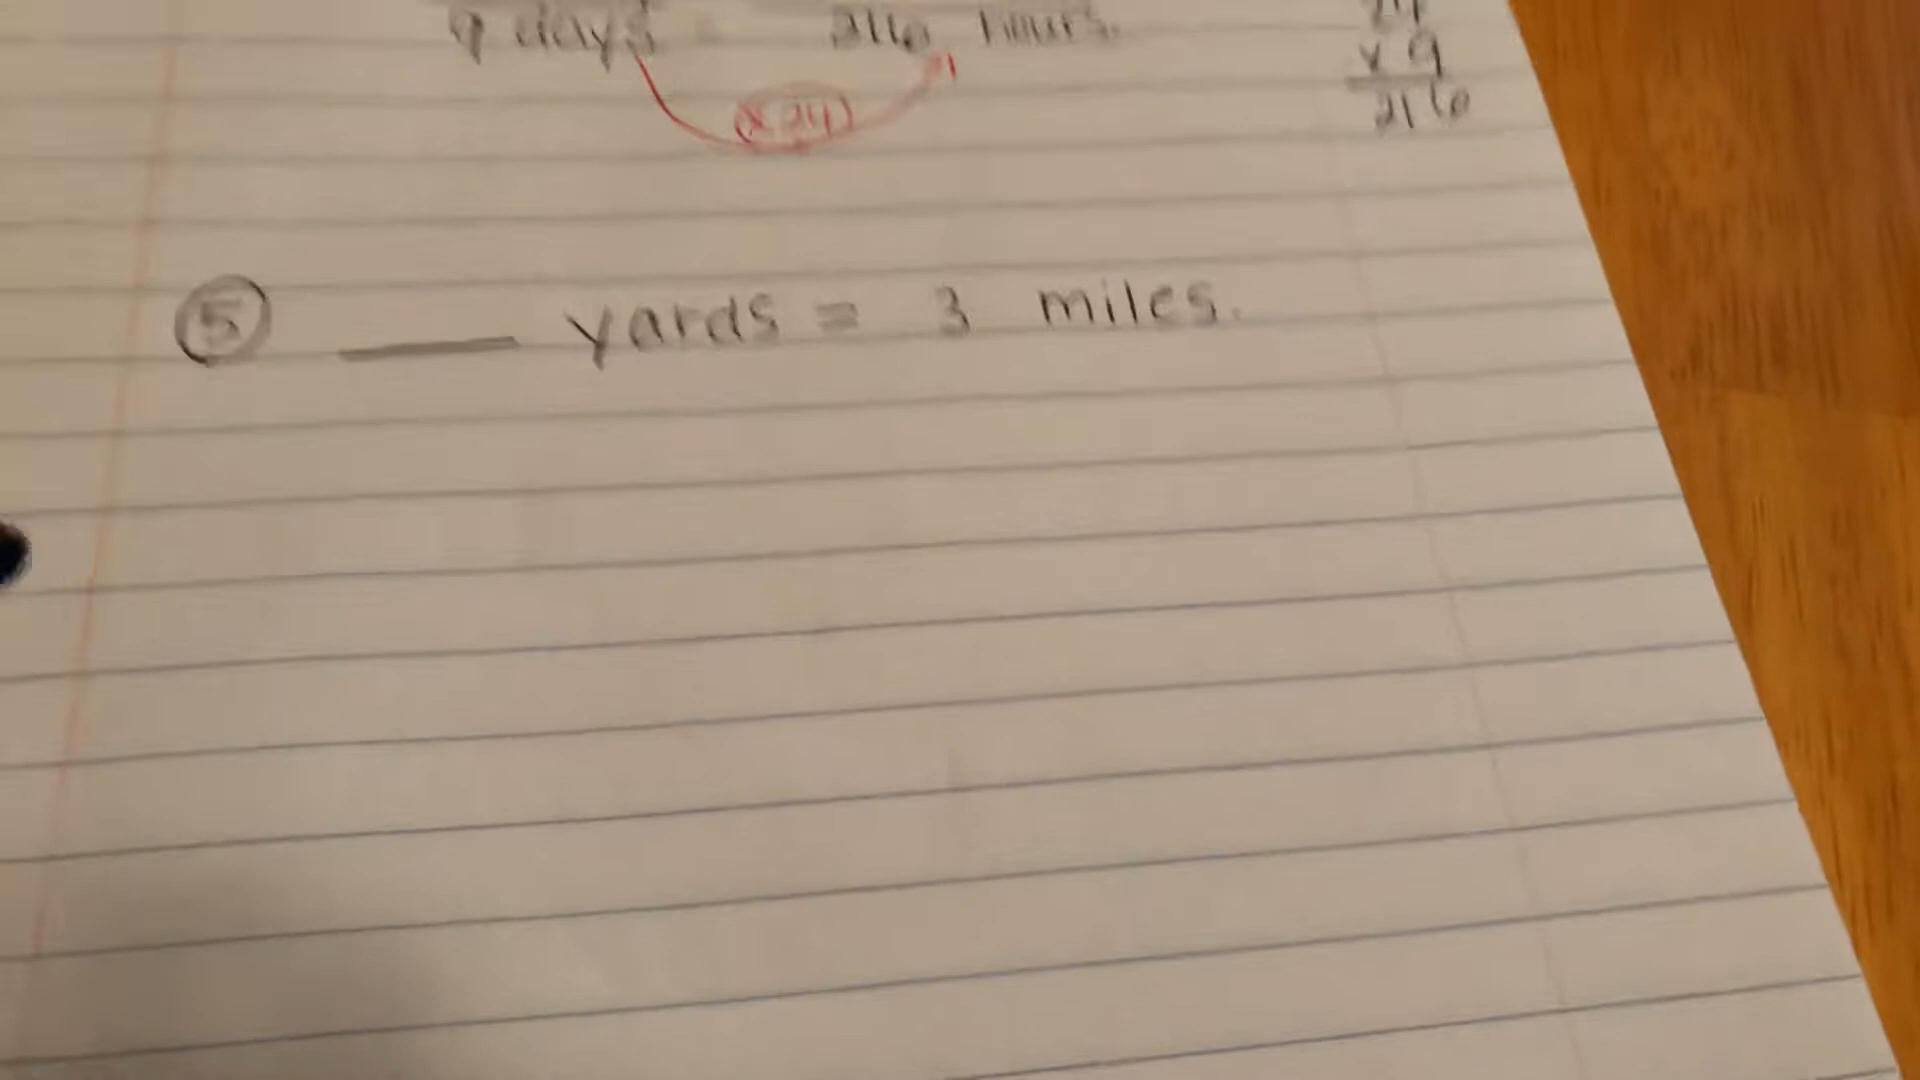 9 days = 216 hours.
(x24)
24
x 9
216
5 ___ yards = 3 miles.